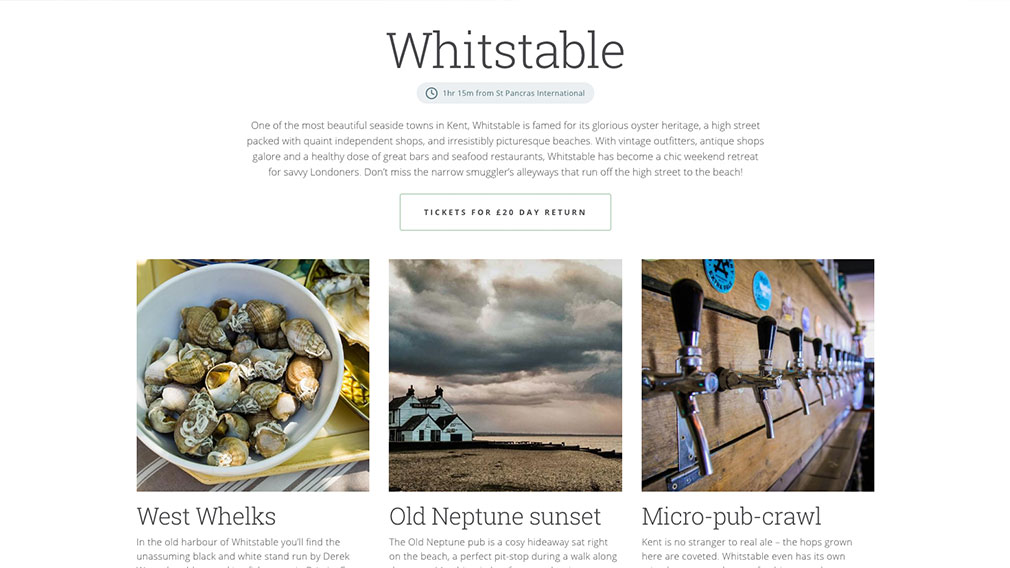 Whitstable
1hr 15m from St Pancras International
One of the most beautiful seaside towns in Kent, Whitstable is famed for its glorious oyster heritage, a high street
packed with quaint independent shops, and irresistibly picturesque beaches. With vintage outfitters, antique shops
galore and a healthy dose of great bars and seafood restaurants, Whitstable has become a chic weekend retreat
for savvy Londoners. Don't miss the narrow smuggler's alleyways that run off the high street to the beach!
TICKETS FOR £20 DAY RETURN
West Whelks
In the old harbour of Whitstable you'll find the
unassuming black and white stand run by Derek
Old Neptune sunset
The Old Neptune pub is a cosy hideaway sat right
on the beach, a perfect pit-stop during a walk along
Micro-pub-crawl
Kent is no stranger to real ale – the hops grown
here are coveted. Whitstable even has its own